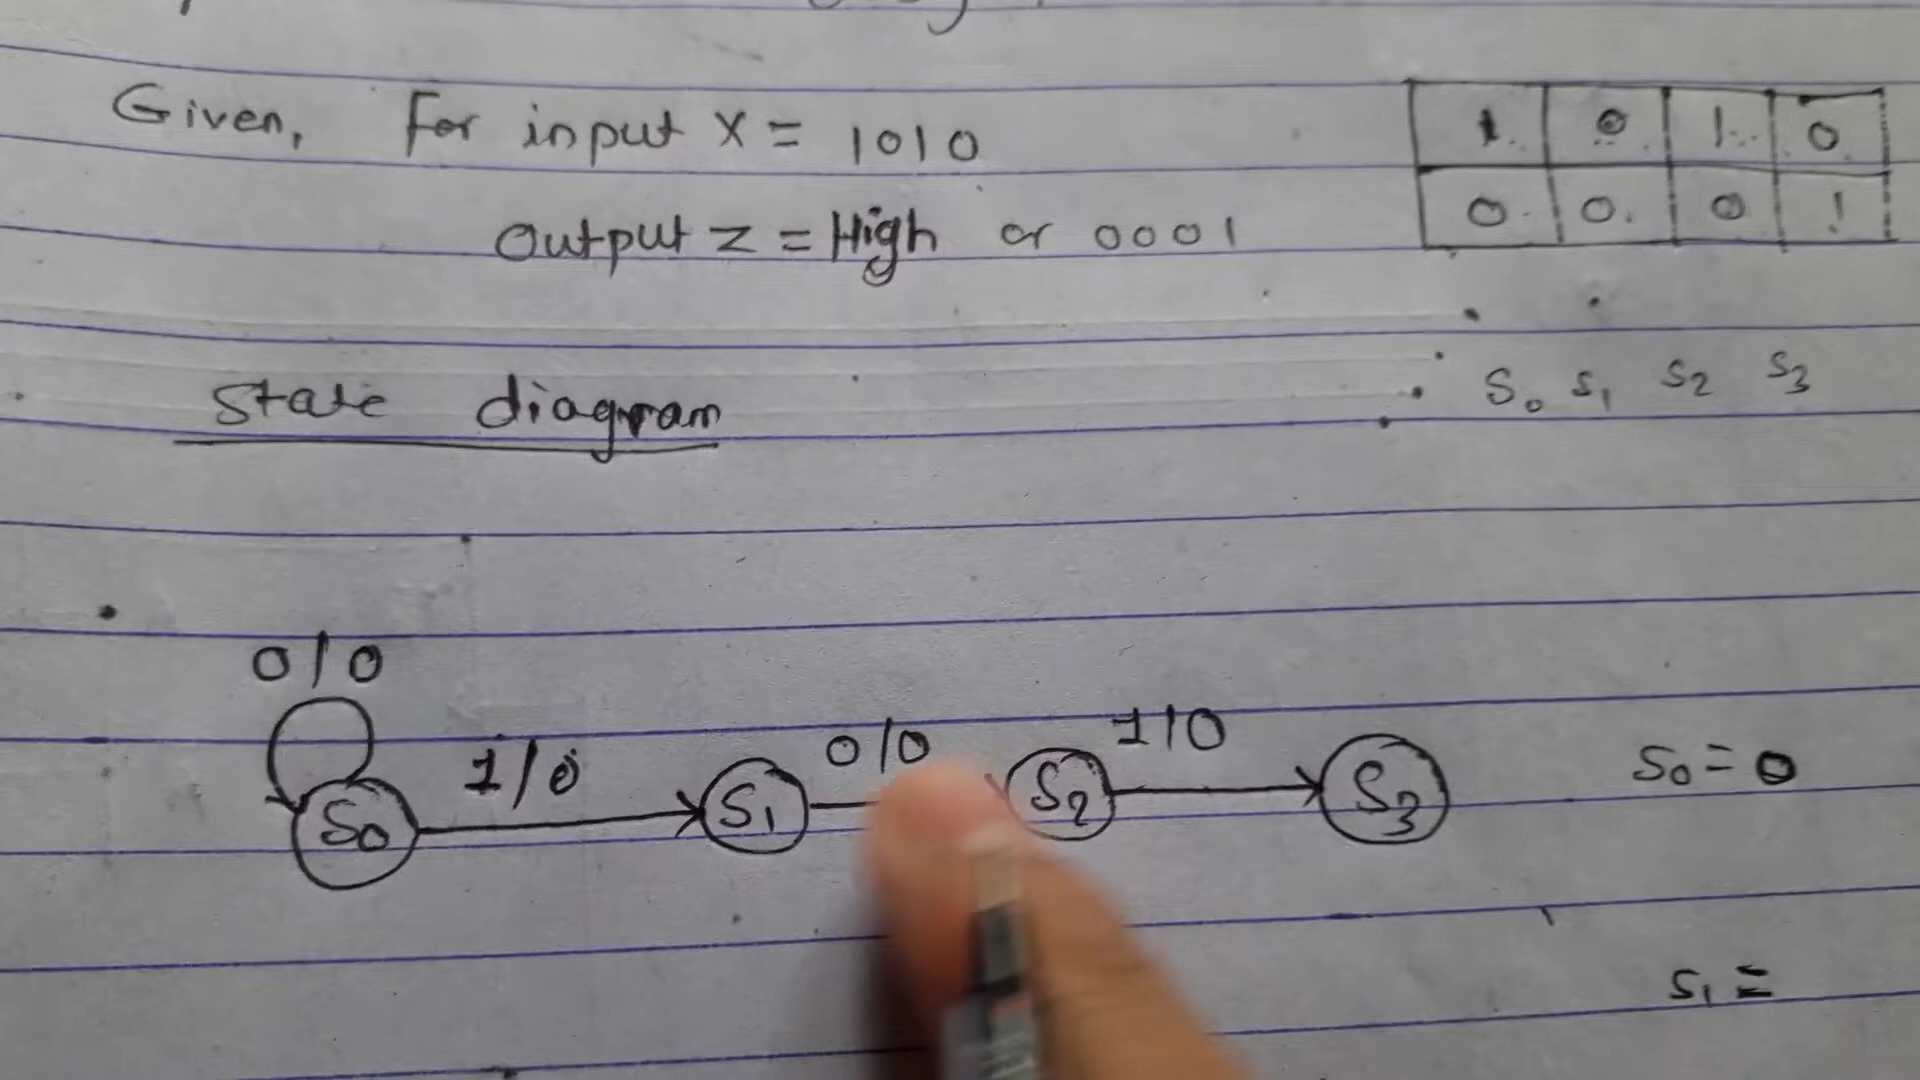 Given, For input X = 1010
Output Z = High or 0001
1 0 1 0
0 0 0 1
S0 S1 S2 S3
State diagram
0/0
1/0 0/0 1/0
S0 S1 S2 S3
S0 = 0
S1 =